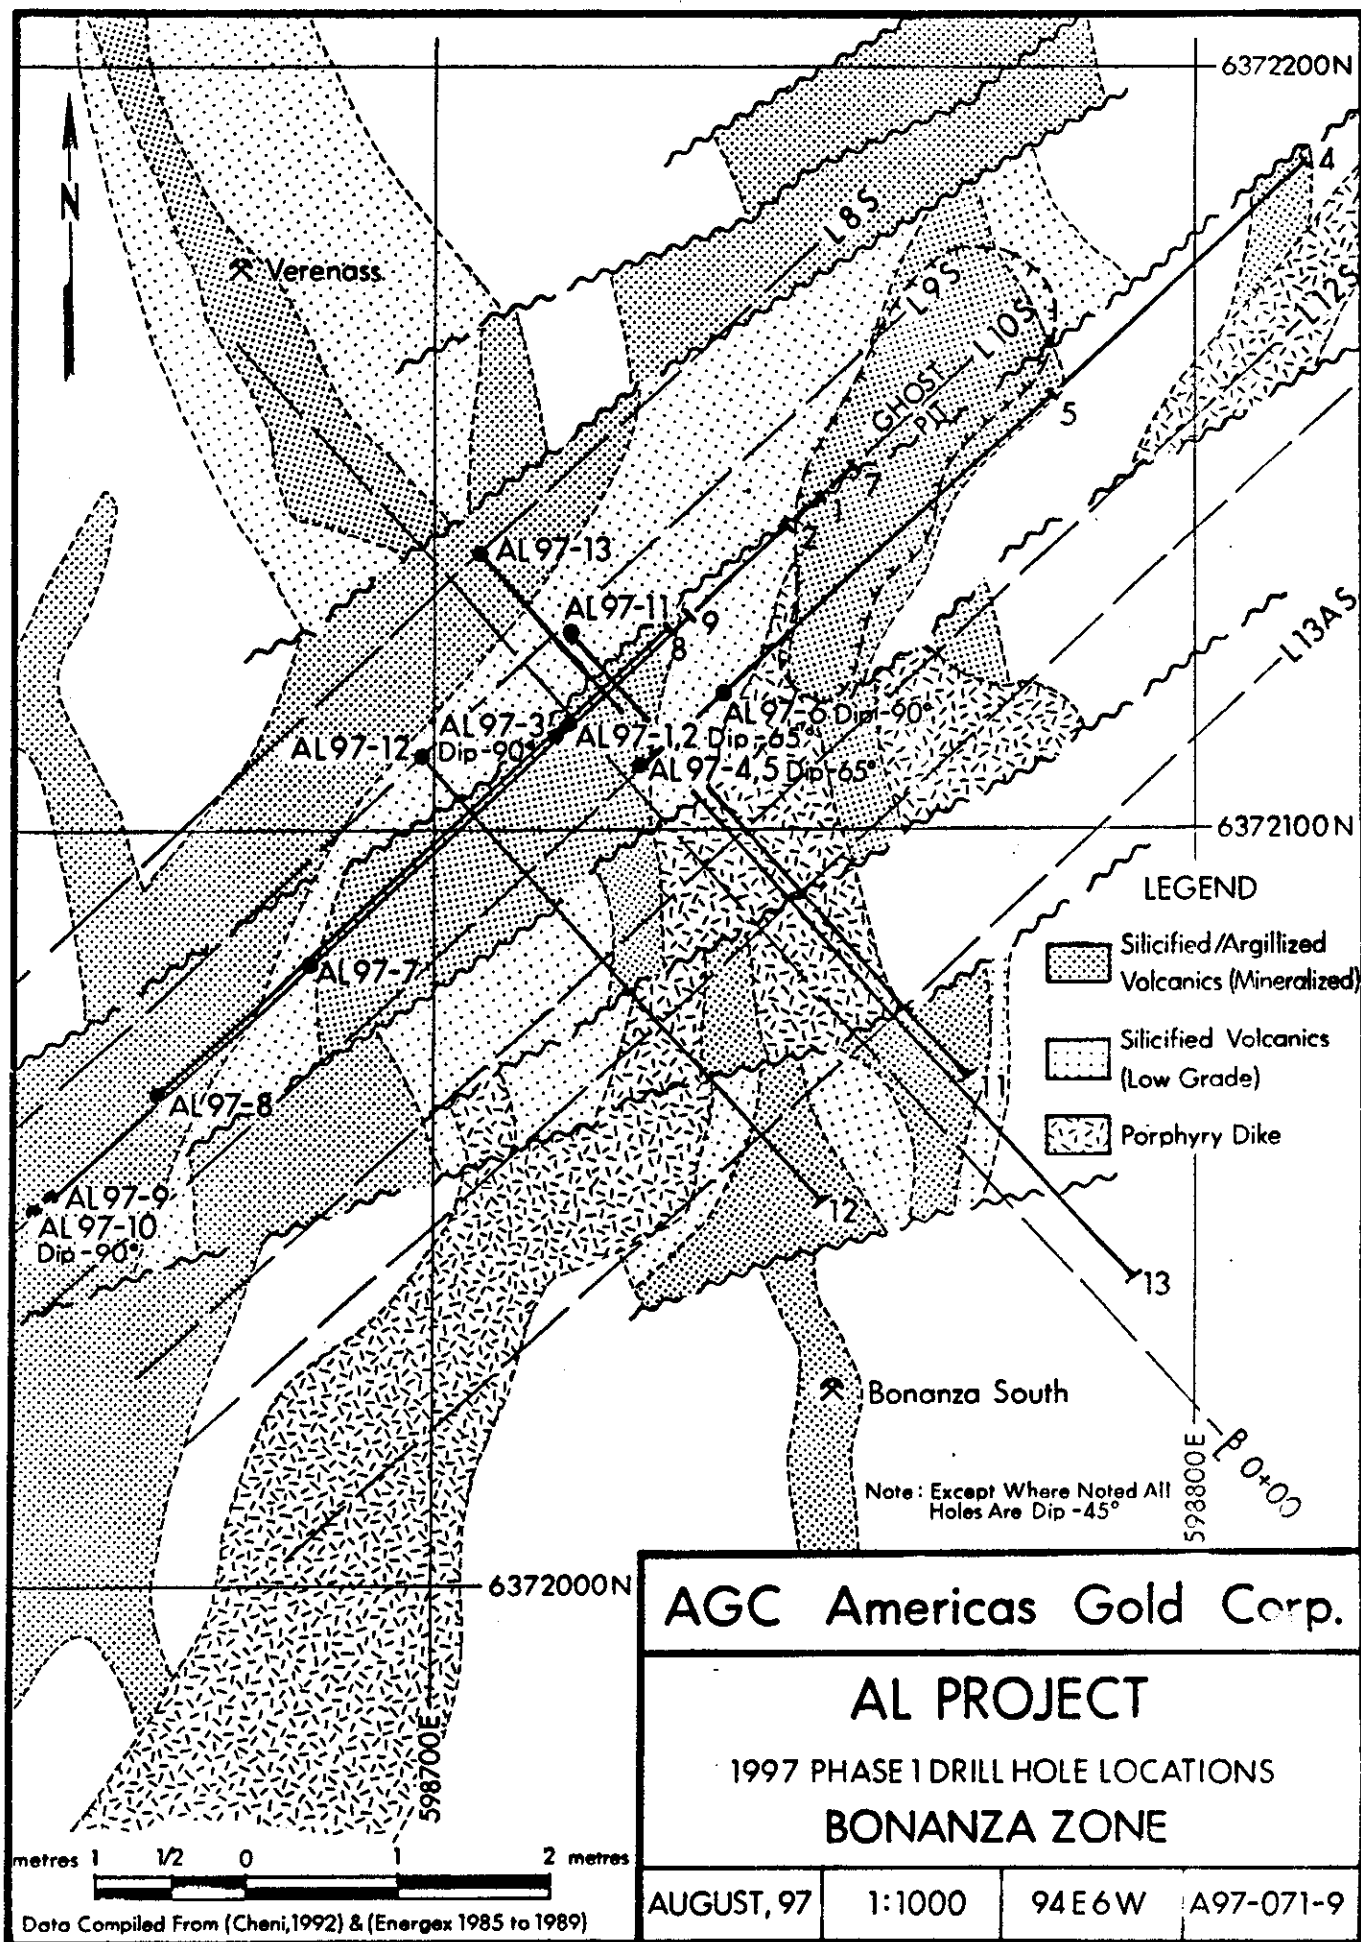 6372200N
4
N
L8S
Verenass
L9S
L12S
L10S
GHOST
PIT
5
7
1
2
AL97-13
AL97-11
9
8
L13AS
AL97-3
Dip-90°
AL97-6 Dip-90°
AL97-12
AL97-1,2 Dip-65°
AL97-4,5 Dip-65°
6372100N
LEGEND
Silicified/Argillized
Volcanics (Mineralized)
Silicified Volcanics
(Low Grade)
Porphyry Dike
AL97-7
11
AL97-8
AL97-9
AL97-10
Dip-90°
12
13
Bonanza South
Note: Except Where Noted All
Holes Are Dip -45°
598800E
0+00
6372000N
598700E
AGC Americas Gold Corp.
AL PROJECT
1997 PHASE 1 DRILL HOLE LOCATIONS
BONANZA ZONE
metres 1 1/2 0 1 2 metres
Data Compiled From (Cheni,1992) & (Energex 1985 to 1989)
AUGUST, 97 1:1000 94E6W A97-071-9